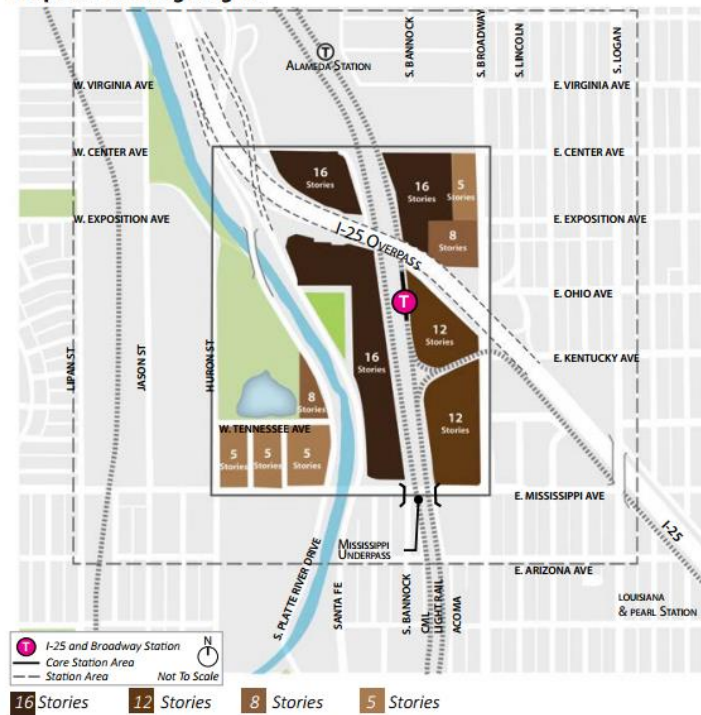 T
ALAMEDA STATION
S. BANNOCK
S. BROADWAY
S. LINCOLN
S. LOGAN
W. VIRGINIA AVE
E. VIRGINIA AVE
W. CENTER AVE
E. CENTER AVE
16
Stories
16
Stories
5
Stories
W. EXPOSITION AVE
E. EXPOSITION AVE
8
Stories
I-25 OVERPASS
T
E. OHIO AVE
12
Stories
LIPAN ST
JASON ST
HURON ST
16
Stories
E. KENTUCKY AVE
8
Stories
12
Stories
W. TENNESSEE AVE
5
Stories
5
Stories
5
Stories
E. MISSISSIPPI AVE
I-25
MISSISSIPPI
UNDERPASS
S. PLATTE RIVER DRIVE
SANTA FE
S. BANNOCK
CML
LIGHT RAIL
ACOMA
E. ARIZONA AVE
LOUISIANA
& PEARL STATION
T I-25 and Broadway Station
Core Station Area
Station Area
N
Not To Scale
16 Stories 12 Stories 8 Stories 5 Stories